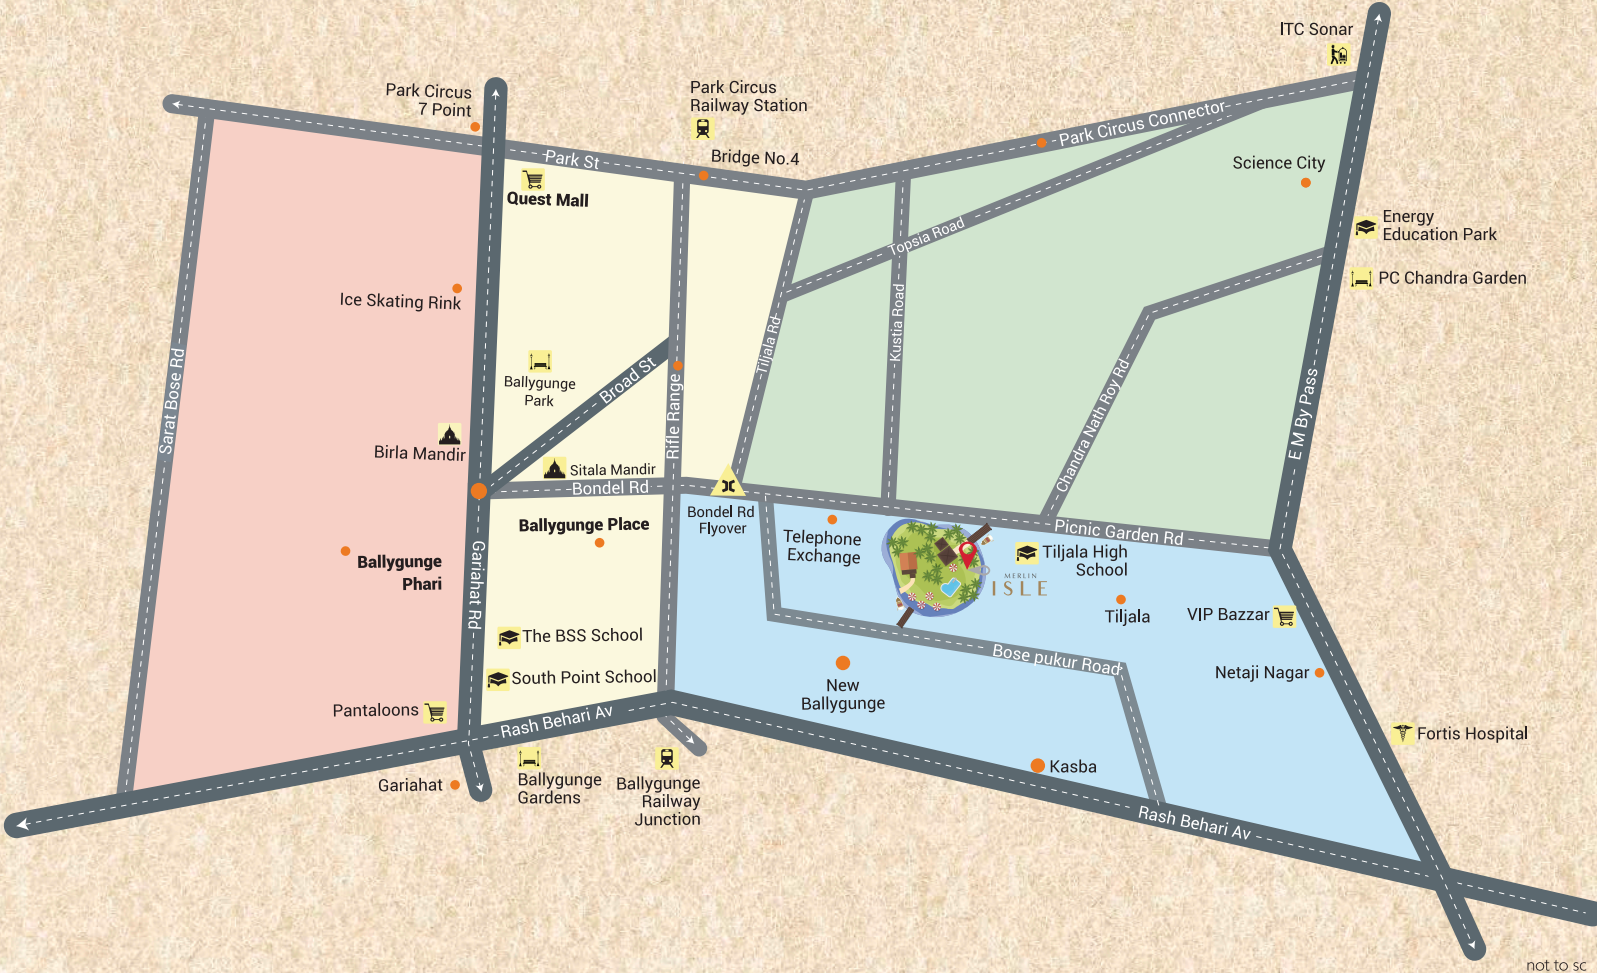 ITC Sonar
Park Circus
7 Point
Park Circus
Railway Station
Bridge No.4
Park St
Park Circus Connector
Quest Mall
Science City
Energy
Education Park
Topsia Road
PC Chandra Garden
Ice Skating Rink
Kustia Road
Tiljala Rd
Sarat Bose Rd
Ballygunge
Park
Broad St
Rifle Range
Chandra Nath Roy Rd
E M By Pass
Birla Mandir
Sitala Mandir
Bondel Rd
Ballygunge Place
Bondel Rd
Flyover
Telephone
Exchange
Picnic Garden Rd
Tiljala High
School
MERLIN
ISLE
Ballygunge
Phari
Gariahat Rd
Tiljala
VIP Bazzar
The BSS School
South Point School
Bose pukur Road
Netaji Nagar
New
Ballygunge
Pantaloons
Rash Behari Av
Fortis Hospital
Gariahat
Ballygunge
Gardens
Ballygunge
Railway
Junction
Kasba
Rash Behari Av
not to sc